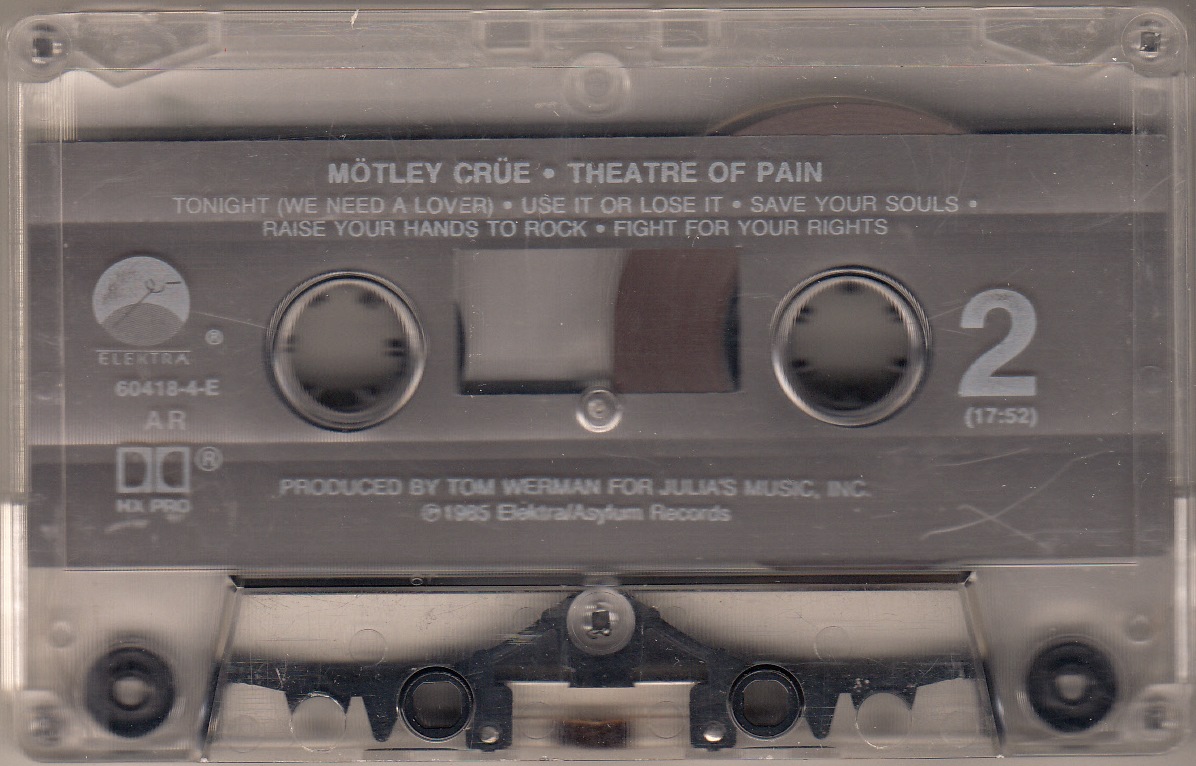 MÖTLEY CRÜE • THEATRE OF PAIN
TONIGHT (WE NEED A LOVER) • USE IT OR LOSE IT • SAVE YOUR SOULS •
RAISE YOUR HANDS TO ROCK • FIGHT FOR YOUR RIGHTS
ELEKTRA ®
60418-4-E
AR
®
HX PRO
2
(17:52)
PRODUCED BY TOM WERMAN FOR JULIA'S MUSIC, INC.
℗1985 Elektra/Asylum Records